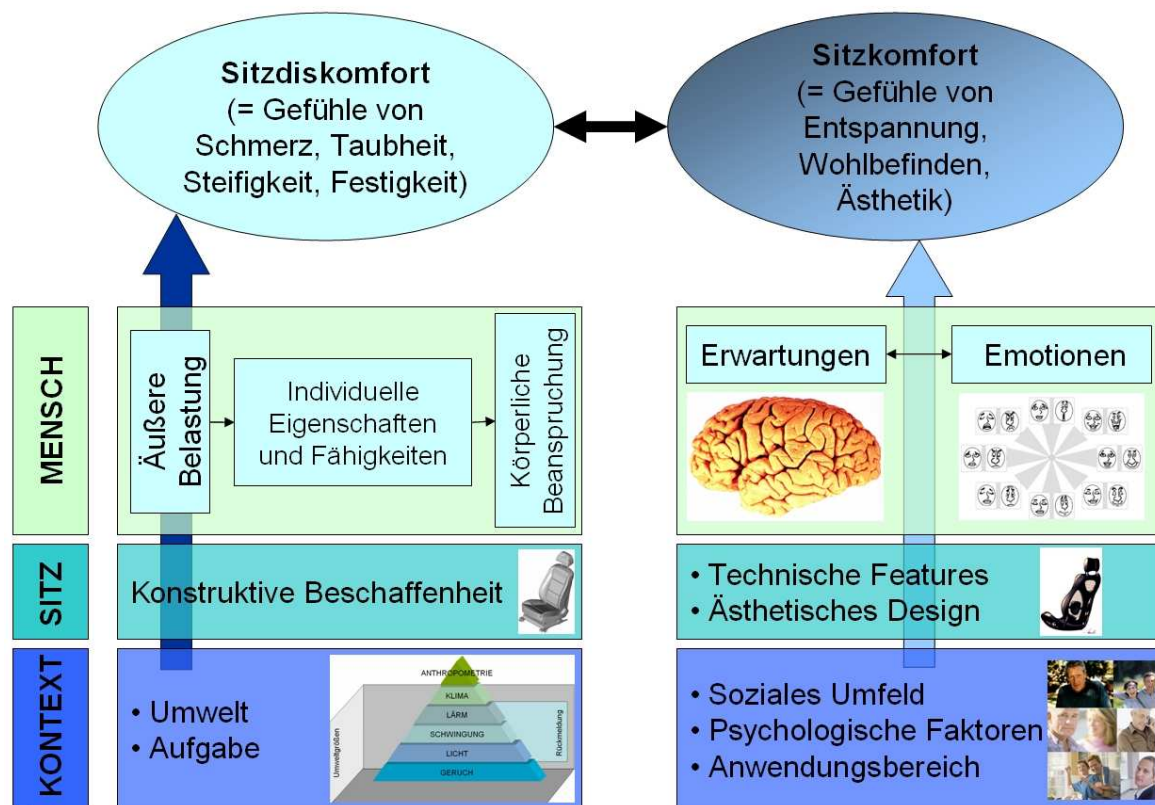 Sitzdiskomfort
(= Gefühle von
Schmerz, Taubheit,
Steifigkeit, Festigkeit)
Sitzkomfort
(= Gefühle von
Entspannung,
Wohlbefinden,
Ästhetik)
MENSCH
Äußere
Belastung
Individuelle
Eigenschaften
und Fähigkeiten
Körperliche
Beanspruchung
Erwartungen
Emotionen
SITZ
Konstruktive Beschaffenheit
• Technische Features
• Ästhetisches Design
KONTEXT
• Umwelt
• Aufgabe
Umweltgrößen
ANTHROPOMETRIE
KLIMA
LÄRM
SCHWINGUNG
LICHT
GERUCH
Rückmeldung
• Soziales Umfeld
• Psychologische Faktoren
• Anwendungsbereich